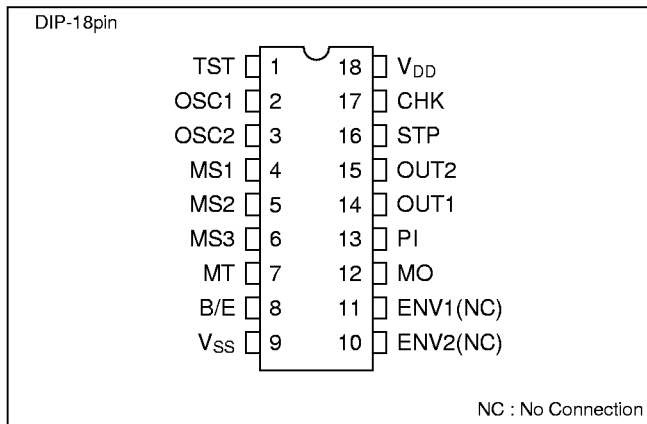 DIP-18pin
TST 1 18 VDD
OSC1 2 17 CHK
OSC2 3 16 STP
MS1 4 15 OUT2
MS2 5 14 OUT1
MS3 6 13 PI
MT 7 12 MO
B/E 8 11 ENV1(NC)
VSS 9 10 ENV2(NC)
NC : No Connection